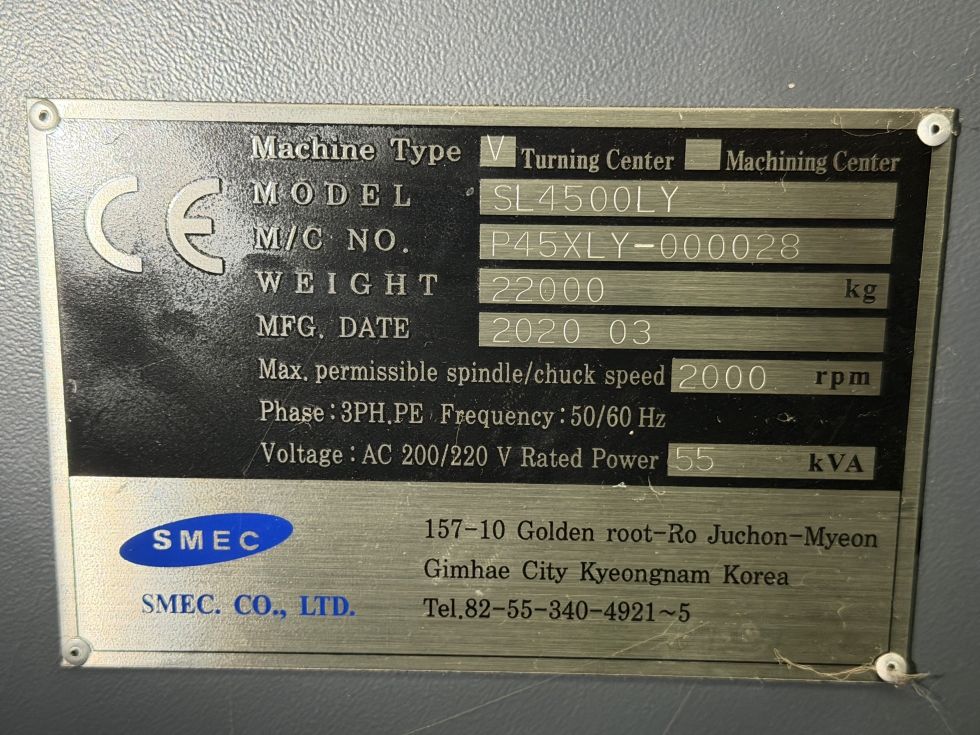 CE
Machine Type V Turning Center Machining Center
MODEL SL4500LY
M/C NO. P45XLY-000028
WEIGHT 22000 kg
MFG. DATE 2020 03
Max. permissible spindle/chuck speed 2000 rpm
Phase : 3PH.PE Frequency : 50/60 Hz
Voltage : AC 200/220 V Rated Power 55 kVA
SMEC
SMEC. CO., LTD.
157-10 Golden root-Ro Juchon-Myeon
Gimhae City Kyeongnam Korea
Tel.82-55-340-4921~5